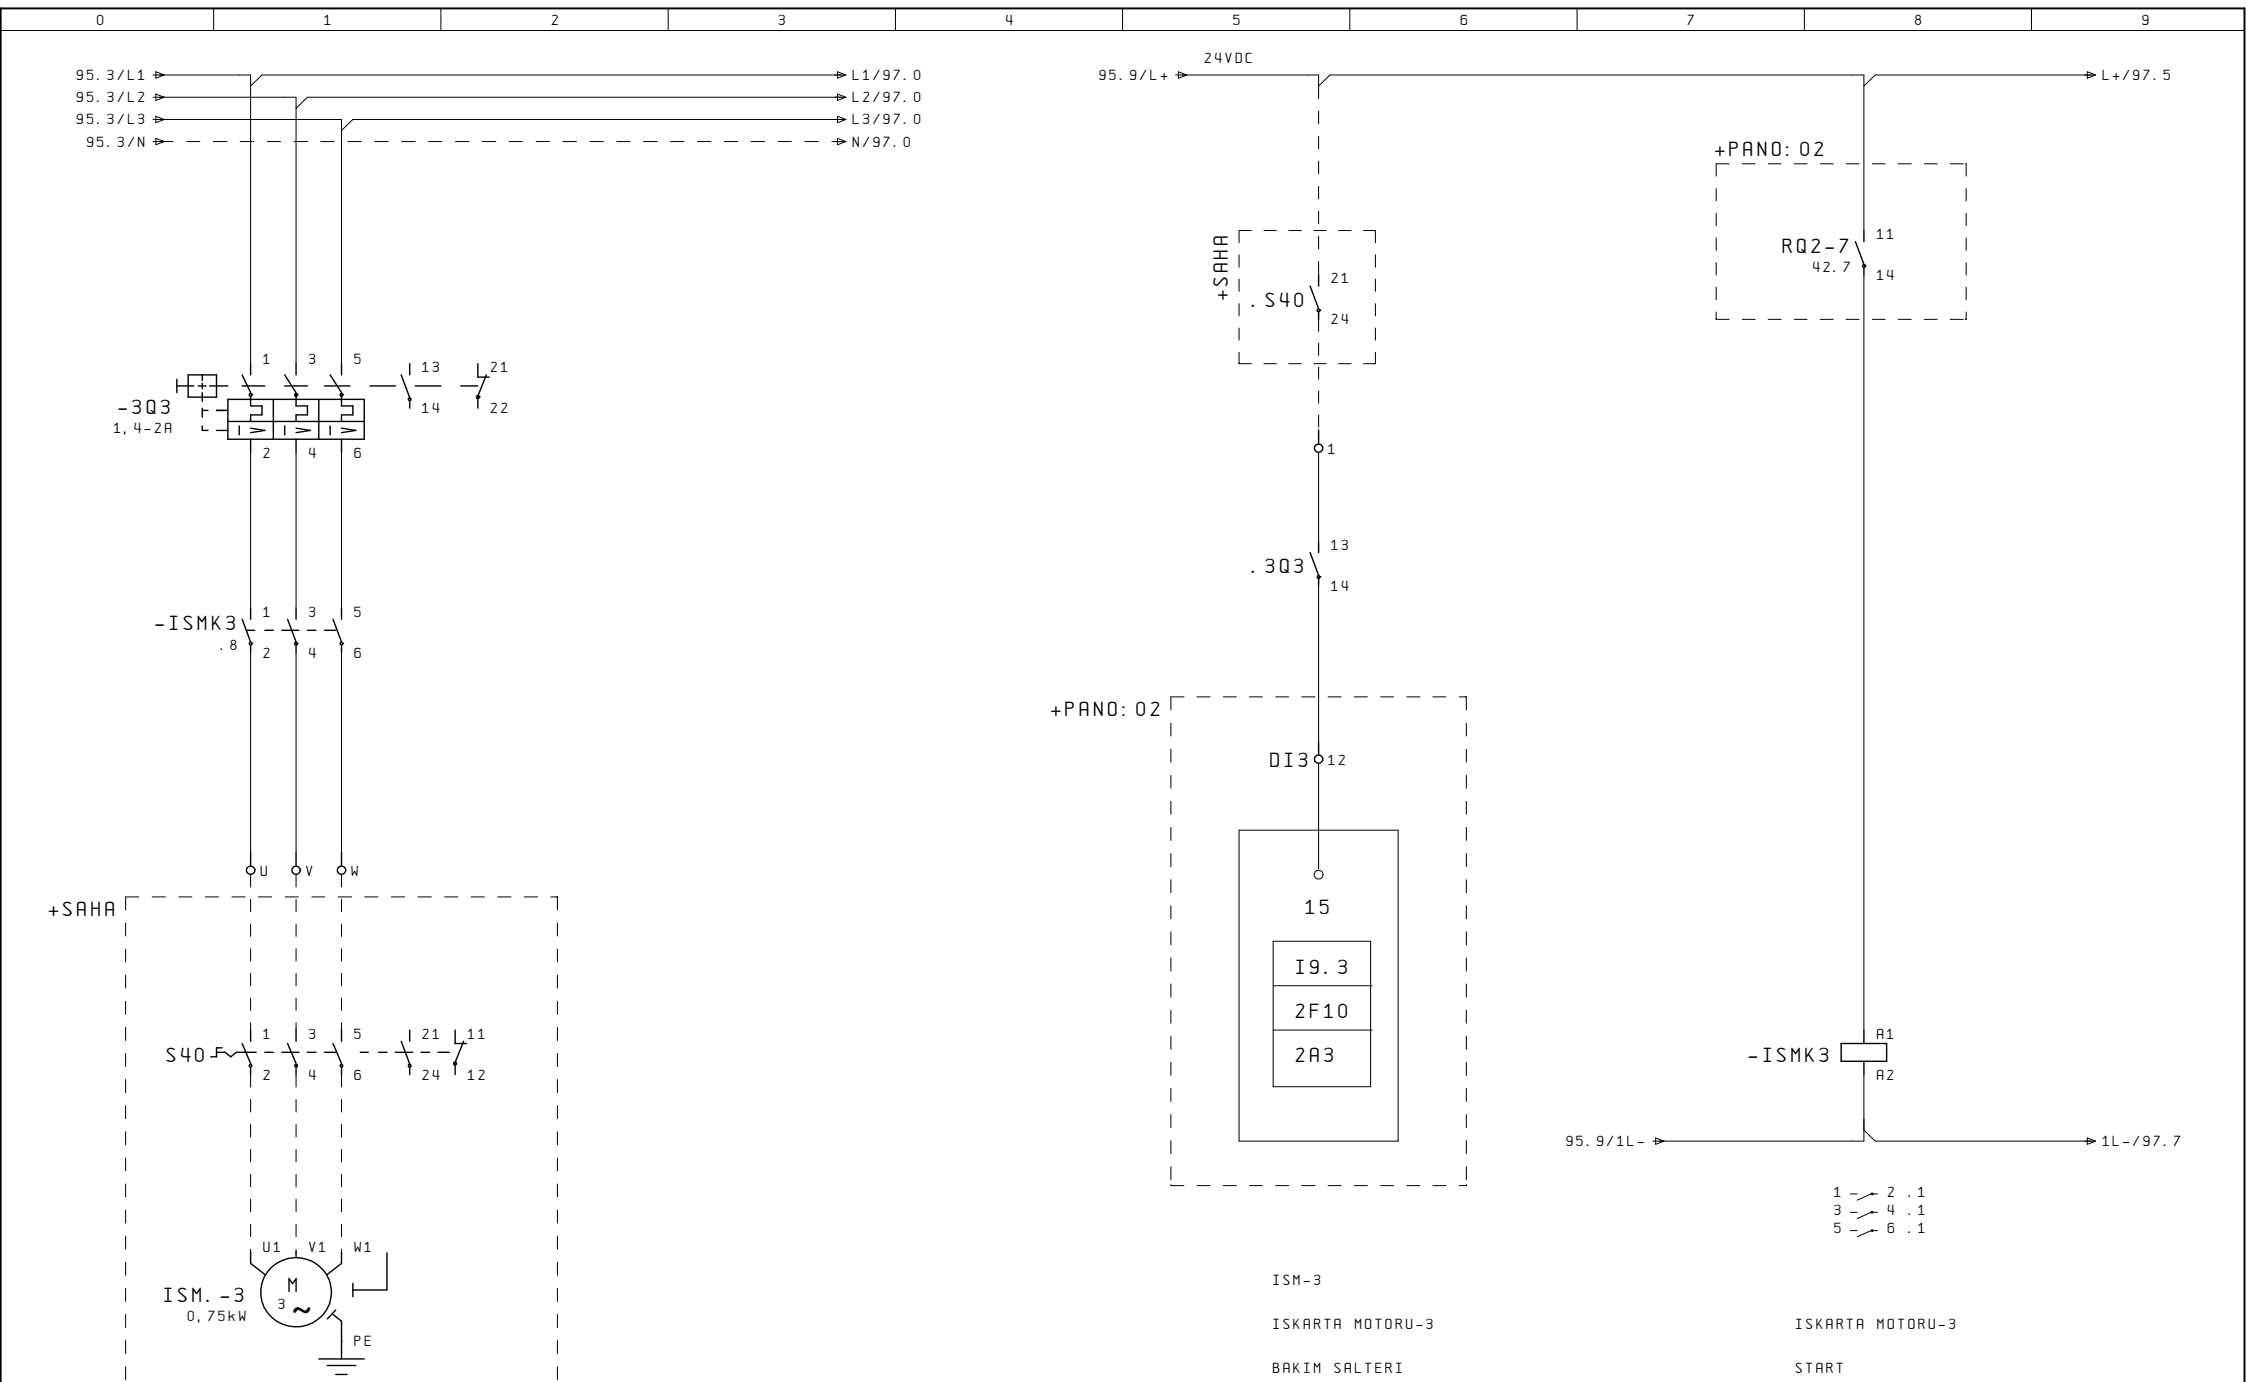 0 1 2 3 4 5 6 7 8 9
95.3/L1 L1/97.0
95.3/L2 L2/97.0
95.3/L3 L3/97.0
95.3/N N/97.0
24VDC
95.9/L+ L+/97.5
+PANO:02
RQ2-7
42.7
11
14
+SAHA
.S40
21
24
1
-3Q3
1,4-2A
1 3 5
13 21
14 22
2 4 6
.3Q3
13
14
-ISMK3
.8
1 3 5
2 4 6
+PANO:02
DI3 12
15
I9.3
2F10
2A3
U V W
+SAHA
S40
1 3 5 21 11
2 4 6 24 12
-ISMK3
A1
A2
95.9/1L- 1L-/97.7
1 2 .1
3 4 .1
5 6 .1
U1 V1 W1
M
3 ~
ISM.-3
0,75kW
PE
ISM-3
ISKARTA MOTORU-3
BAKIM SALTERI
ISKARTA MOTORU-3
START